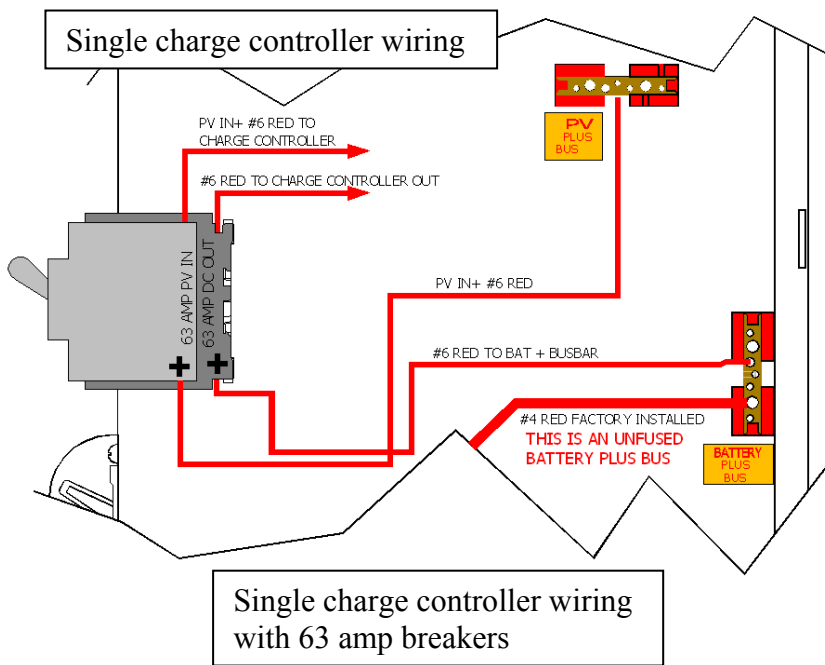 Single charge controller wiring
PV IN+ #6 RED TO
CHARGE CONTROLLER
#6 RED TO CHARGE CONTROLLER OUT
PV
PLUS
BUS
63 AMP PV IN
63 AMP DC OUT
PV IN+ #6 RED
#6 RED TO BAT + BUSBAR
#4 RED FACTORY INSTALLED
THIS IS AN UNFUSED
BATTERY PLUS BUS
BATTERY
PLUS
BUS
Single charge controller wiring
with 63 amp breakers